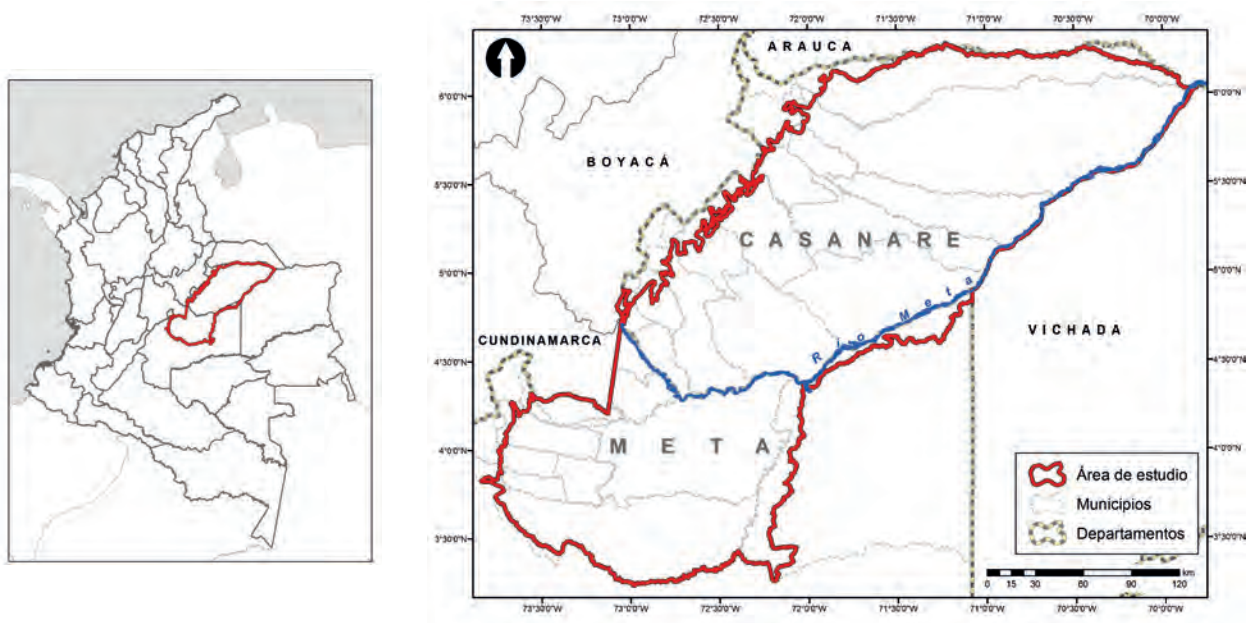 73°30'0"W 73°0'0"W 72°30'0"W 72°0'0"W 71°30'0"W 71°0'0"W 70°30'0"W 70°0'0"W
ARAUCA
6°0'0"N 6°0'0"N
BOYACÁ
5°30'0"N 5°30'0"N
CASANARE
5°0'0"N 5°0'0"N
Río Meta
VICHADA
CUNDINAMARCA
4°30'0"N 4°30'0"N
META
4°0'0"N 4°0'0"N
Área de estudio
Municipios
Departamentos
3°30'0"N 3°30'0"N
km
0 15 30 60 90 120
73°30'0"W 73°0'0"W 72°30'0"W 72°0'0"W 71°30'0"W 71°0'0"W 70°30'0"W 70°0'0"W